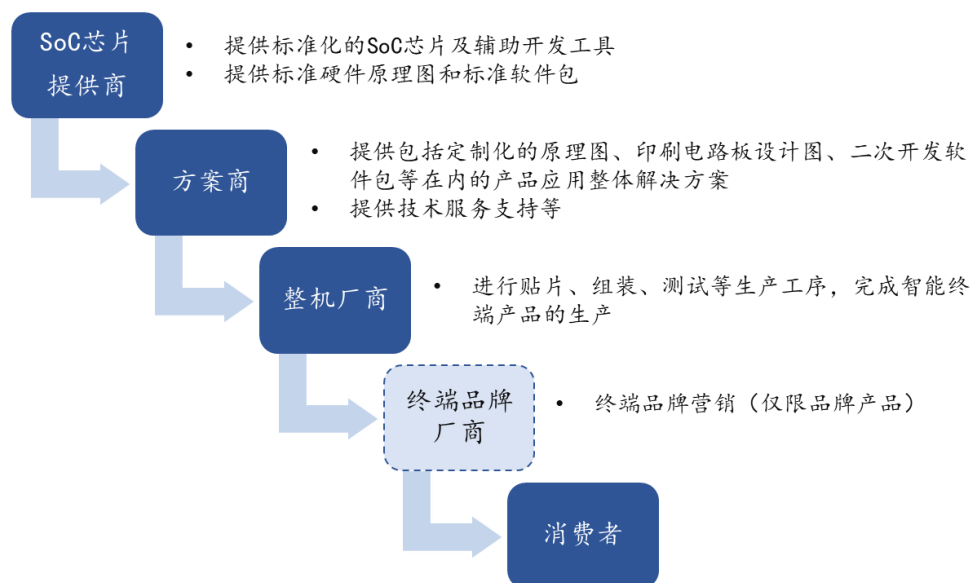 SoC芯片
提供商
• 提供标准化的SoC芯片及辅助开发工具
• 提供标准硬件原理图和标准软件包
方案商
• 提供包括定制化的原理图、印刷电路板设计图、二次开发软
件包等在内的产品应用整体解决方案
• 提供技术服务支持等
整机厂商
• 进行贴片、组装、测试等生产工序，完成智能终
端产品的生产
终端品牌
厂商
• 终端品牌营销（仅限品牌产品）
消费者